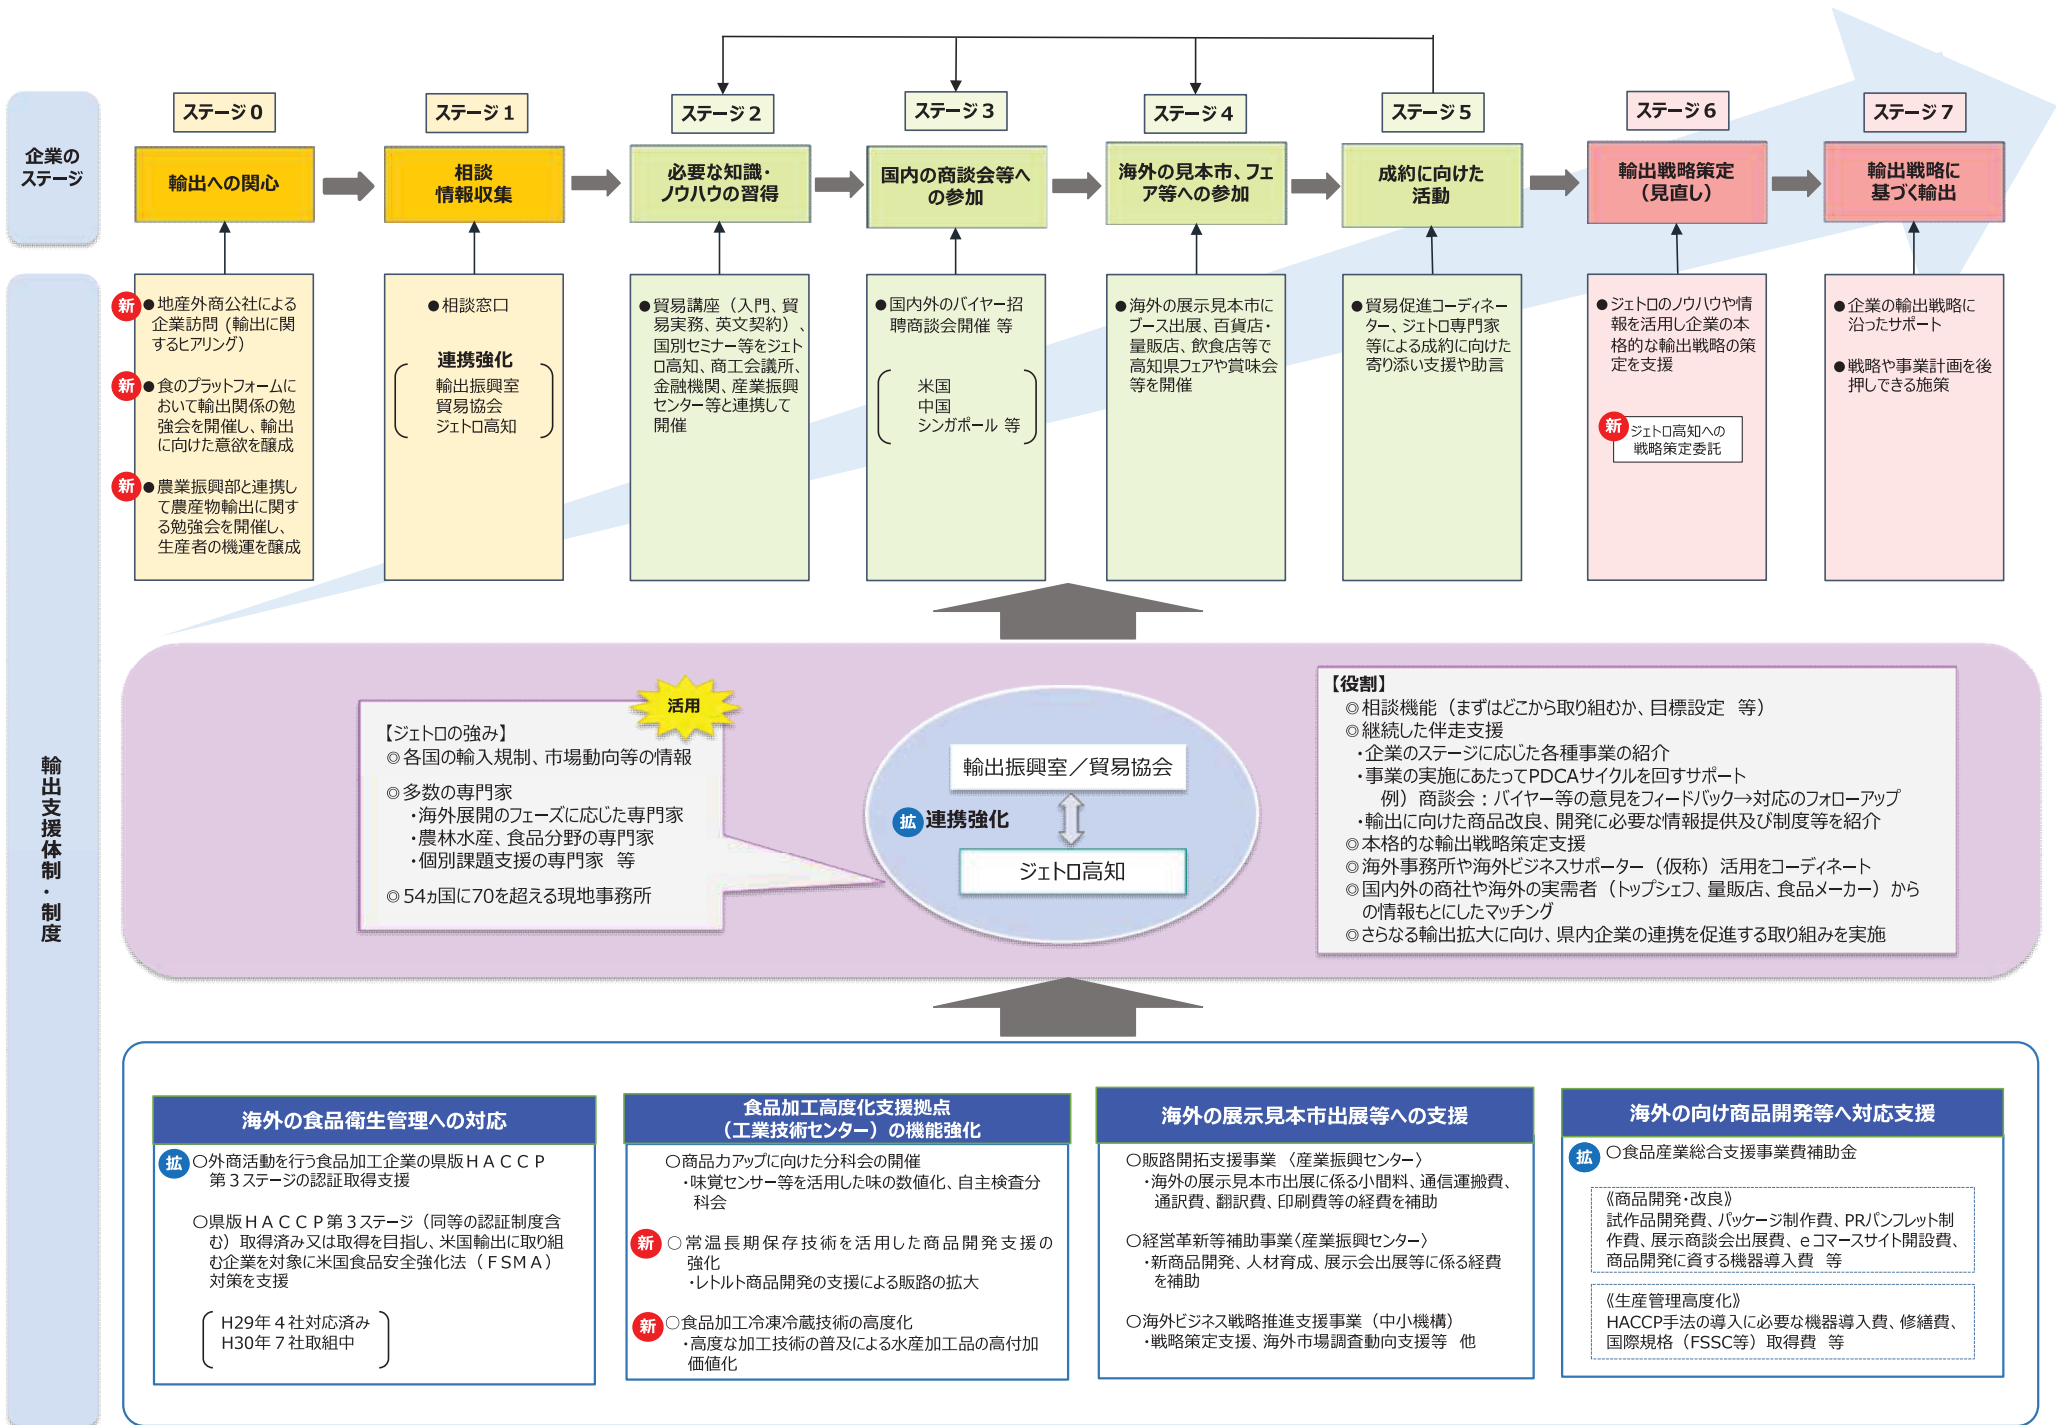 企業の
ステージ
ステージ０
ステージ１
ステージ２
ステージ３
ステージ４
ステージ５
ステージ６
ステージ７
輸出への関心
相談
情報収集
必要な知識・
ノウハウの習得
国内の商談会等へ
の参加
海外の見本市、フェ
ア等への参加
成約に向けた
活動
輸出戦略策定
（見直し）
輸出戦略に
基づく輸出
輸出支援体制・制度
新
●地産外商公社による
企業訪問（輸出に関
するヒアリング）
新
●食のプラットフォームに
おいて輸出関係の勉
強会を開催し、輸出
に向けた意欲を醸成
新
●農業振興部と連携し
て農産物輸出に関す
る勉強会を開催し、
生産者の機運を醸成
●相談窓口
連携強化
輸出振興室
貿易協会
ジェトロ高知
●貿易講座（入門、貿
易実務、英文契約）、
国別セミナー等をジェト
ロ高知、商工会議所、
金融機関、産業振興
センター等と連携して
開催
●国内外のバイヤー招
聘商談会開催 等
米国
中国
シンガポール 等
●海外の展示見本市に
ブース出展、百貨店・
量販店、飲食店等で
高知県フェアや賞味会
等を開催
●貿易促進コーディネー
ター、ジェトロ専門家
等による成約に向けた
寄り添い支援や助言
●ジェトロのノウハウや情
報を活用し企業の本
格的な輸出戦略の策
定を支援
新
ジェトロ高知への
戦略策定委託
●企業の輸出戦略に
沿ったサポート
●戦略や事業計画を後
押しできる施策
活用
【ジェトロの強み】
◎各国の輸入規制、市場動向等の情報
◎多数の専門家
・海外展開のフェーズに応じた専門家
・農林水産、食品分野の専門家
・個別課題支援の専門家 等
◎54ヵ国に70を超える現地事務所
輸出振興室／貿易協会
拡 連携強化
ジェトロ高知
【役割】
◎相談機能（まずはどこから取り組むか、目標設定 等）
◎継続した伴走支援
・企業のステージに応じた各種事業の紹介
・事業の実施にあたってPDCAサイクルを回すサポート
例）商談会：バイヤー等の意見をフィードバック→対応のフォローアップ
・輸出に向けた商品改良、開発に必要な情報提供及び制度等を紹介
◎本格的な輸出戦略策定支援
◎海外事務所や海外ビジネスサポーター（仮称）活用をコーディネート
◎国内外の商社や海外の実需者（トップシェフ、量販店、食品メーカー）から
の情報もとにしたマッチング
◎さらなる輸出拡大に向け、県内企業の連携を促進する取り組みを実施
海外の食品衛生管理への対応
拡
○外商活動を行う食品加工企業の県版ＨＡＣＣＰ
第３ステージの認証取得支援
○県版ＨＡＣＣＰ第３ステージ（同等の認証制度含
む）取得済み又は取得を目指し、米国輸出に取り組
む企業を対象に米国食品安全強化法（ＦＳＭＡ）
対策を支援
H29年４社対応済み
H30年７社取組中
食品加工高度化支援拠点
（工業技術センター）の機能強化
○商品力アップに向けた分科会の開催
・味覚センサー等を活用した味の数値化、自主検査分
科会
新
○常温長期保存技術を活用した商品開発支援の
強化
・レトルト商品開発の支援による販路の拡大
新
○食品加工冷凍冷蔵技術の高度化
・高度な加工技術の普及による水産加工品の高付加
価値化
海外の展示見本市出展等への支援
○販路開拓支援事業 〈産業振興センター〉
・海外の展示見本市出展に係る小間料、通信運搬費、
通訳費、翻訳費、印刷費等の経費を補助
○経営革新等補助事業〈産業振興センター〉
・新商品開発、人材育成、展示会出展等に係る経費
を補助
○海外ビジネス戦略推進支援事業（中小機構）
・戦略策定支援、海外市場調査動向支援等 他
海外の向け商品開発等へ対応支援
拡
○食品産業総合支援事業費補助金
《商品開発・改良》
試作品開発費、パッケージ制作費、PRパンフレット制
作費、展示商談会出展費、ｅコマースサイト開設費、
商品開発に資する機器導入費 等
《生産管理高度化》
HACCP手法の導入に必要な機器導入費、修繕費、
国際規格（FSSC等）取得費 等